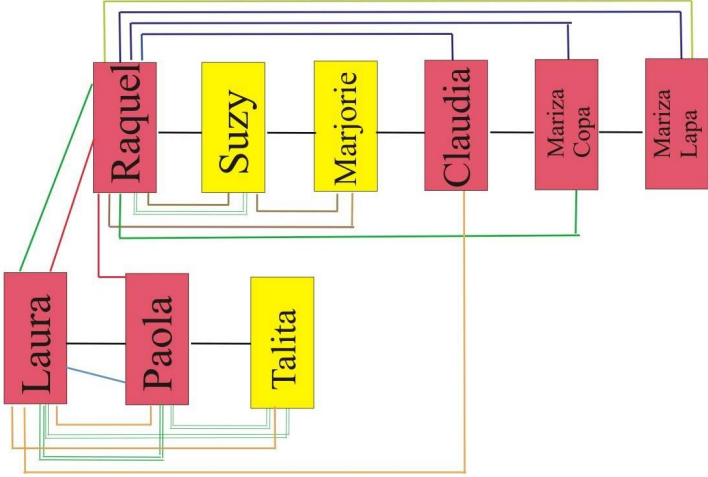 Raquel
Suzy
Marjorie
Claudia
Mariza
Copa
Mariza
Lapa
Laura
Paola
Talita